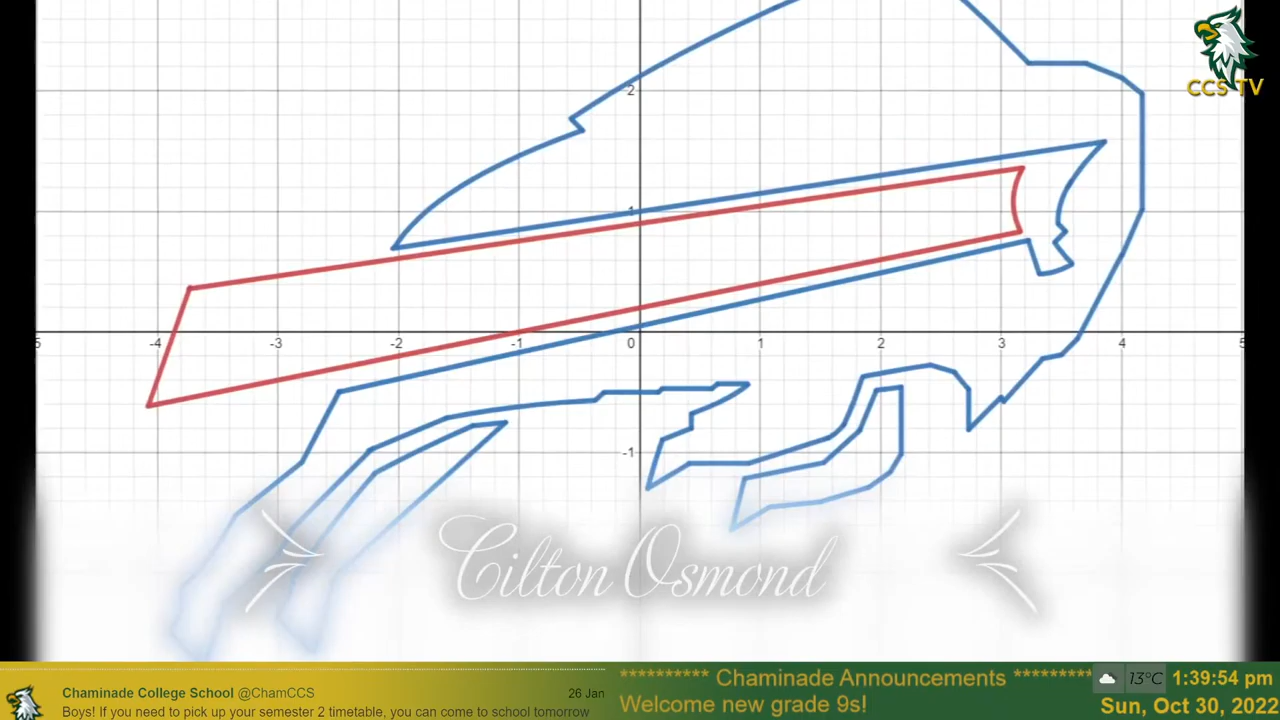 CCS TV
2
1
-5
-4
-3
-2
-1
0
1
2
3
4
5
-1
Cilton Osmond
Chaminade College School @ChamCCS
26 Jan
Boys! If you need to pick up your semester 2 timetable, you can come to school tomorrow
********** Chaminade Announcements *********
Welcome new grade 9s!
13°C
1:39:54 pm
Sun, Oct 30, 2022